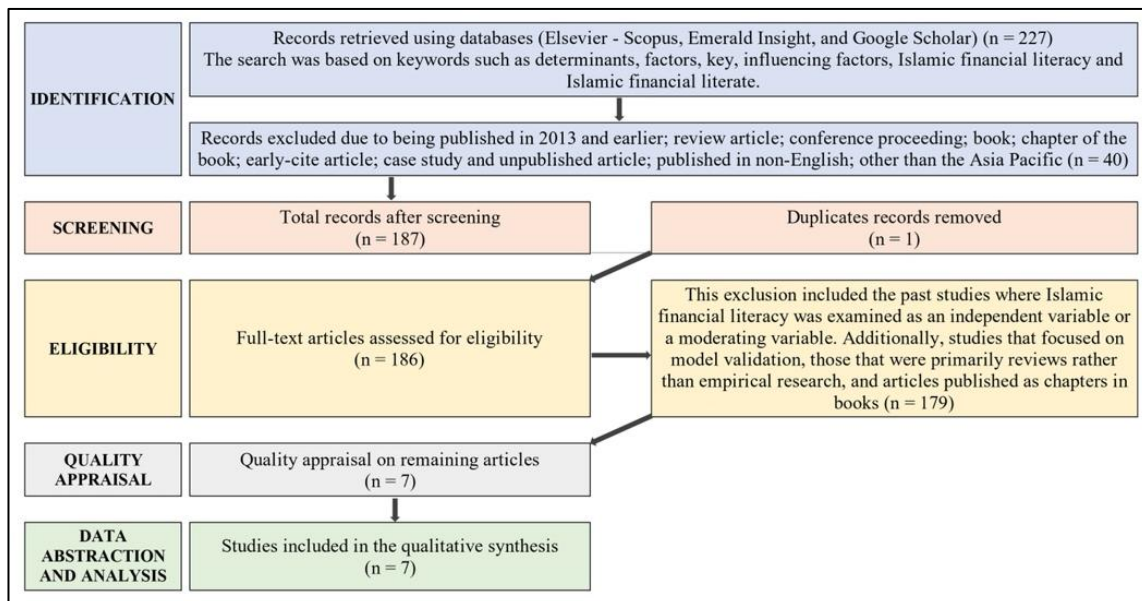 IDENTIFICATION
Records retrieved using databases (Elsevier - Scopus, Emerald Insight, and Google Scholar) (n = 227)
The search was based on keywords such as determinants, factors, key, influencing factors, Islamic financial literacy and
Islamic financial literate.
Records excluded due to being published in 2013 and earlier; review article; conference proceeding; book; chapter of the
book; early-cite article; case study and unpublished article; published in non-English; other than the Asia Pacific (n = 40)
SCREENING
Total records after screening
(n = 187)
Duplicates records removed
(n = 1)
ELIGIBILITY
Full-text articles assessed for eligibility
(n = 186)
This exclusion included the past studies where Islamic
financial literacy was examined as an independent variable or
a moderating variable. Additionally, studies that focused on
model validation, those that were primarily reviews rather
than empirical research, and articles published as chapters in
books (n = 179)
QUALITY
APPRAISAL
Quality appraisal on remaining articles
(n = 7)
DATA
ABSTRACTION
AND ANALYSIS
Studies included in the qualitative synthesis
(n = 7)